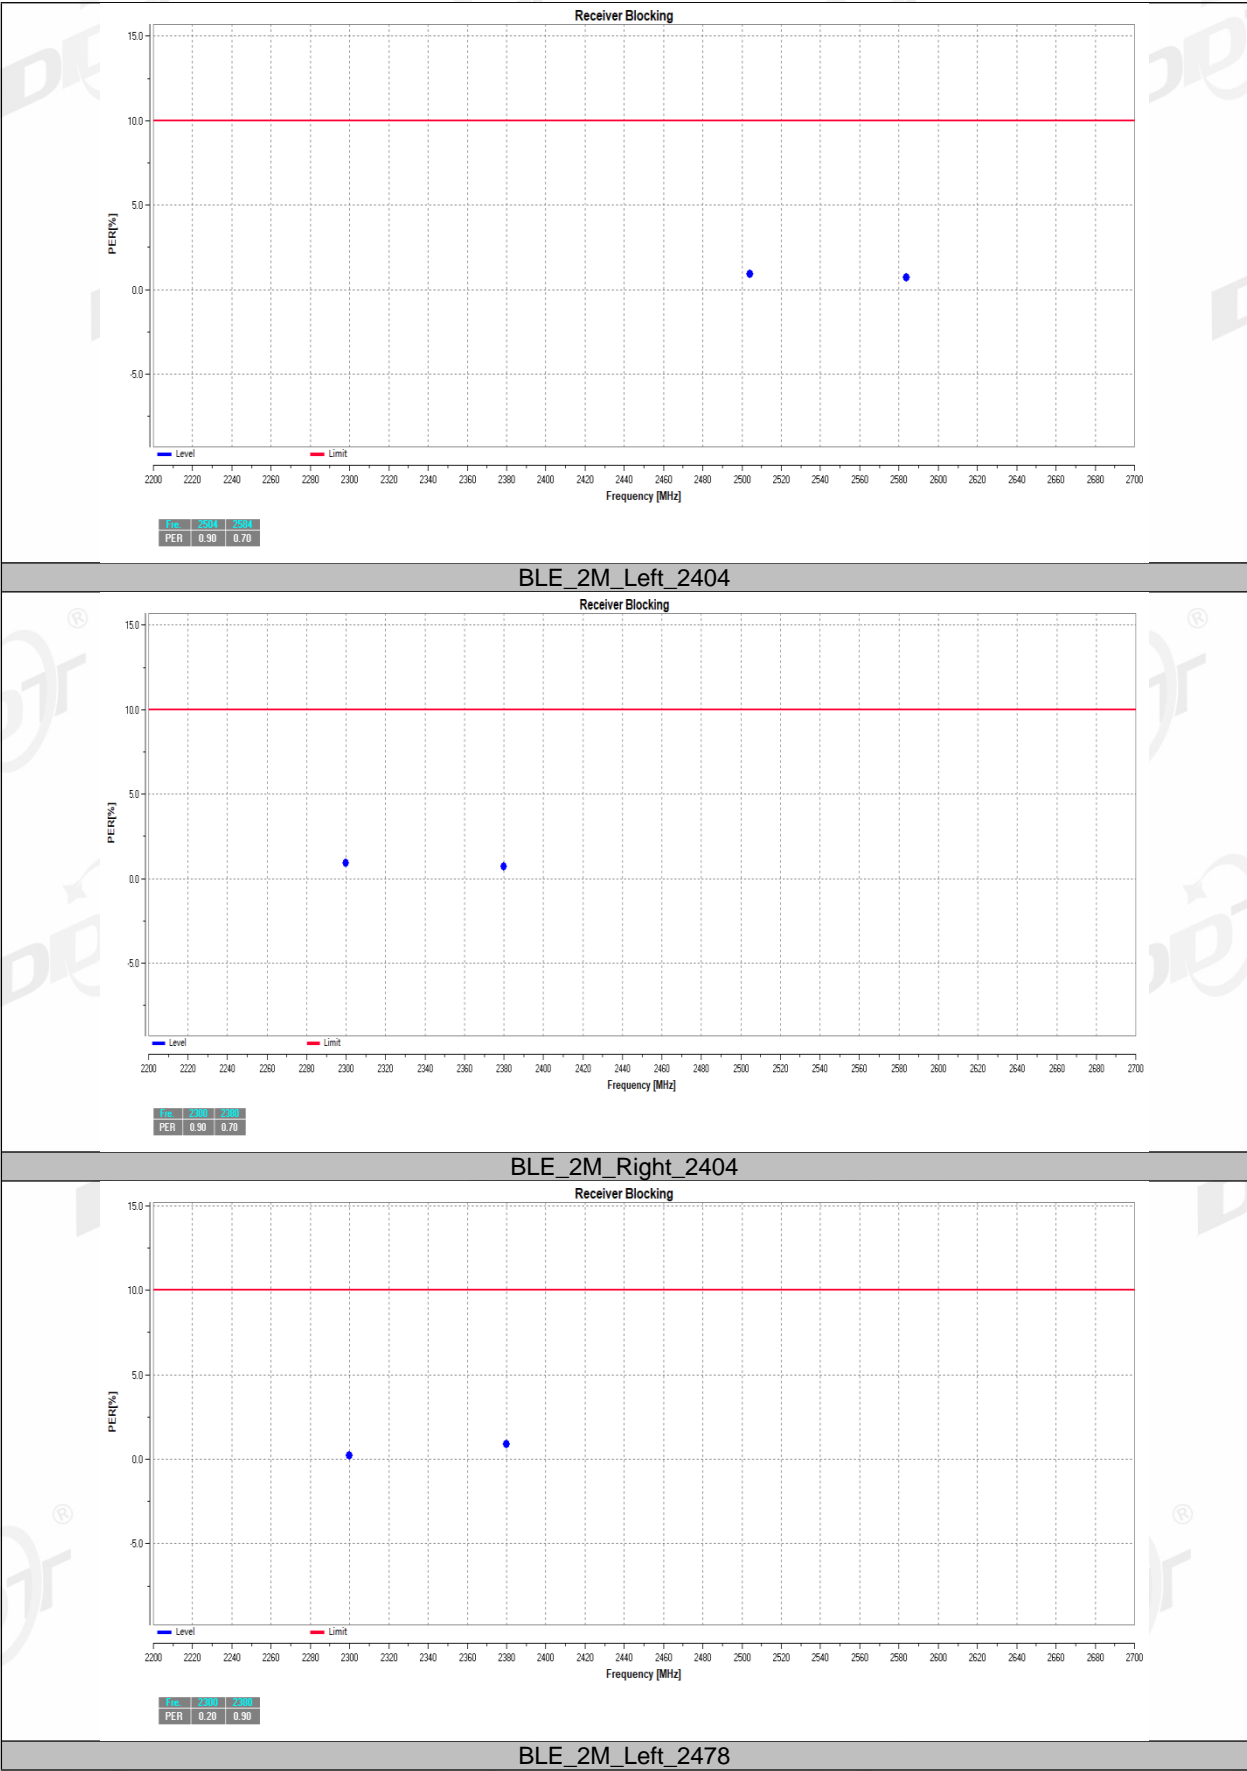 Receiver Blocking
15.0
10.0
5.0
0.0
-5.0
PER[%]
Level Limit
2200 2220 2240 2260 2280 2300 2320 2340 2360 2380 2400 2420 2440 2460 2480 2500 2520 2540 2560 2580 2600 2620 2640 2660 2680 2700
Frequency [MHz]
Fre. 2504 2584
PER 0.90 0.70
BLE_2M_Left_2404
Receiver Blocking
15.0
10.0
5.0
0.0
-5.0
PER[%]
Level Limit
2200 2220 2240 2260 2280 2300 2320 2340 2360 2380 2400 2420 2440 2460 2480 2500 2520 2540 2560 2580 2600 2620 2640 2660 2680 2700
Frequency [MHz]
Fre. 2300 2380
PER 0.90 0.70
BLE_2M_Right_2404
Receiver Blocking
15.0
10.0
5.0
0.0
-5.0
PER[%]
Level Limit
2200 2220 2240 2260 2280 2300 2320 2340 2360 2380 2400 2420 2440 2460 2480 2500 2520 2540 2560 2580 2600 2620 2640 2660 2680 2700
Frequency [MHz]
Fre. 2300 2380
PER 0.20 0.90
BLE_2M_Left_2478